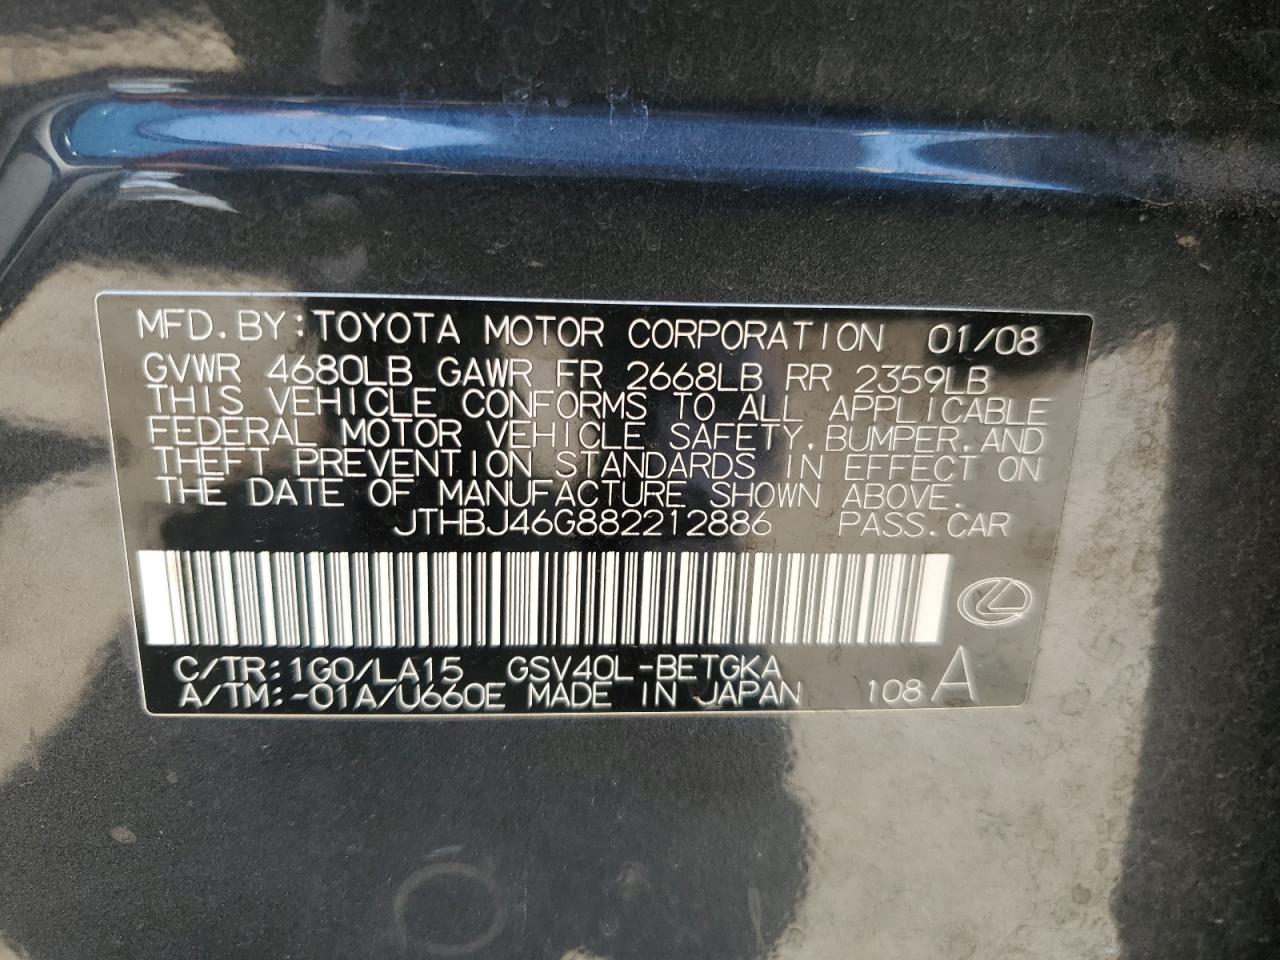 MFD.BY:TOYOTA MOTOR CORPORATION 01/08
GVWR 4680LB GAWR FR 2668LB RR 2359LB
THIS VEHICLE CONFORMS TO ALL APPLICABLE
FEDERAL MOTOR VEHICLE SAFETY,BUMPER,AND
THEFT PREVENTION STANDARDS IN EFFECT ON
THE DATE OF MANUFACTURE SHOWN ABOVE.
JTHBJ46G882212886 PASS.CAR
C/TR:1G0/LA15 GSV40L-BETGKA
A/TM:-01A/U660E MADE IN JAPAN 108 A